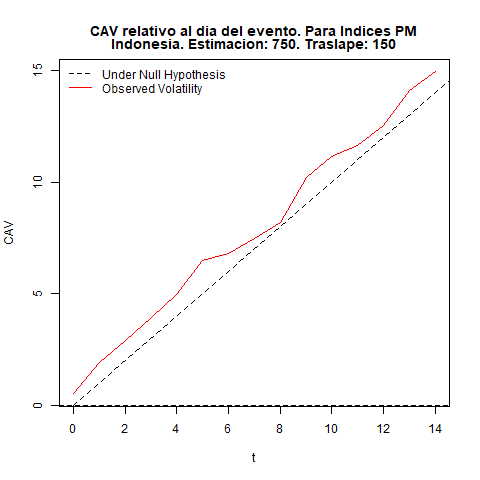 CAV relativo al dia del evento. Para Indices PM
Indonesia. Estimacion: 750. Traslape: 150
Under Null Hypothesis
Observed Volatility
15
10
5
0
CAV
0 2 4 6 8 10 12 14
t